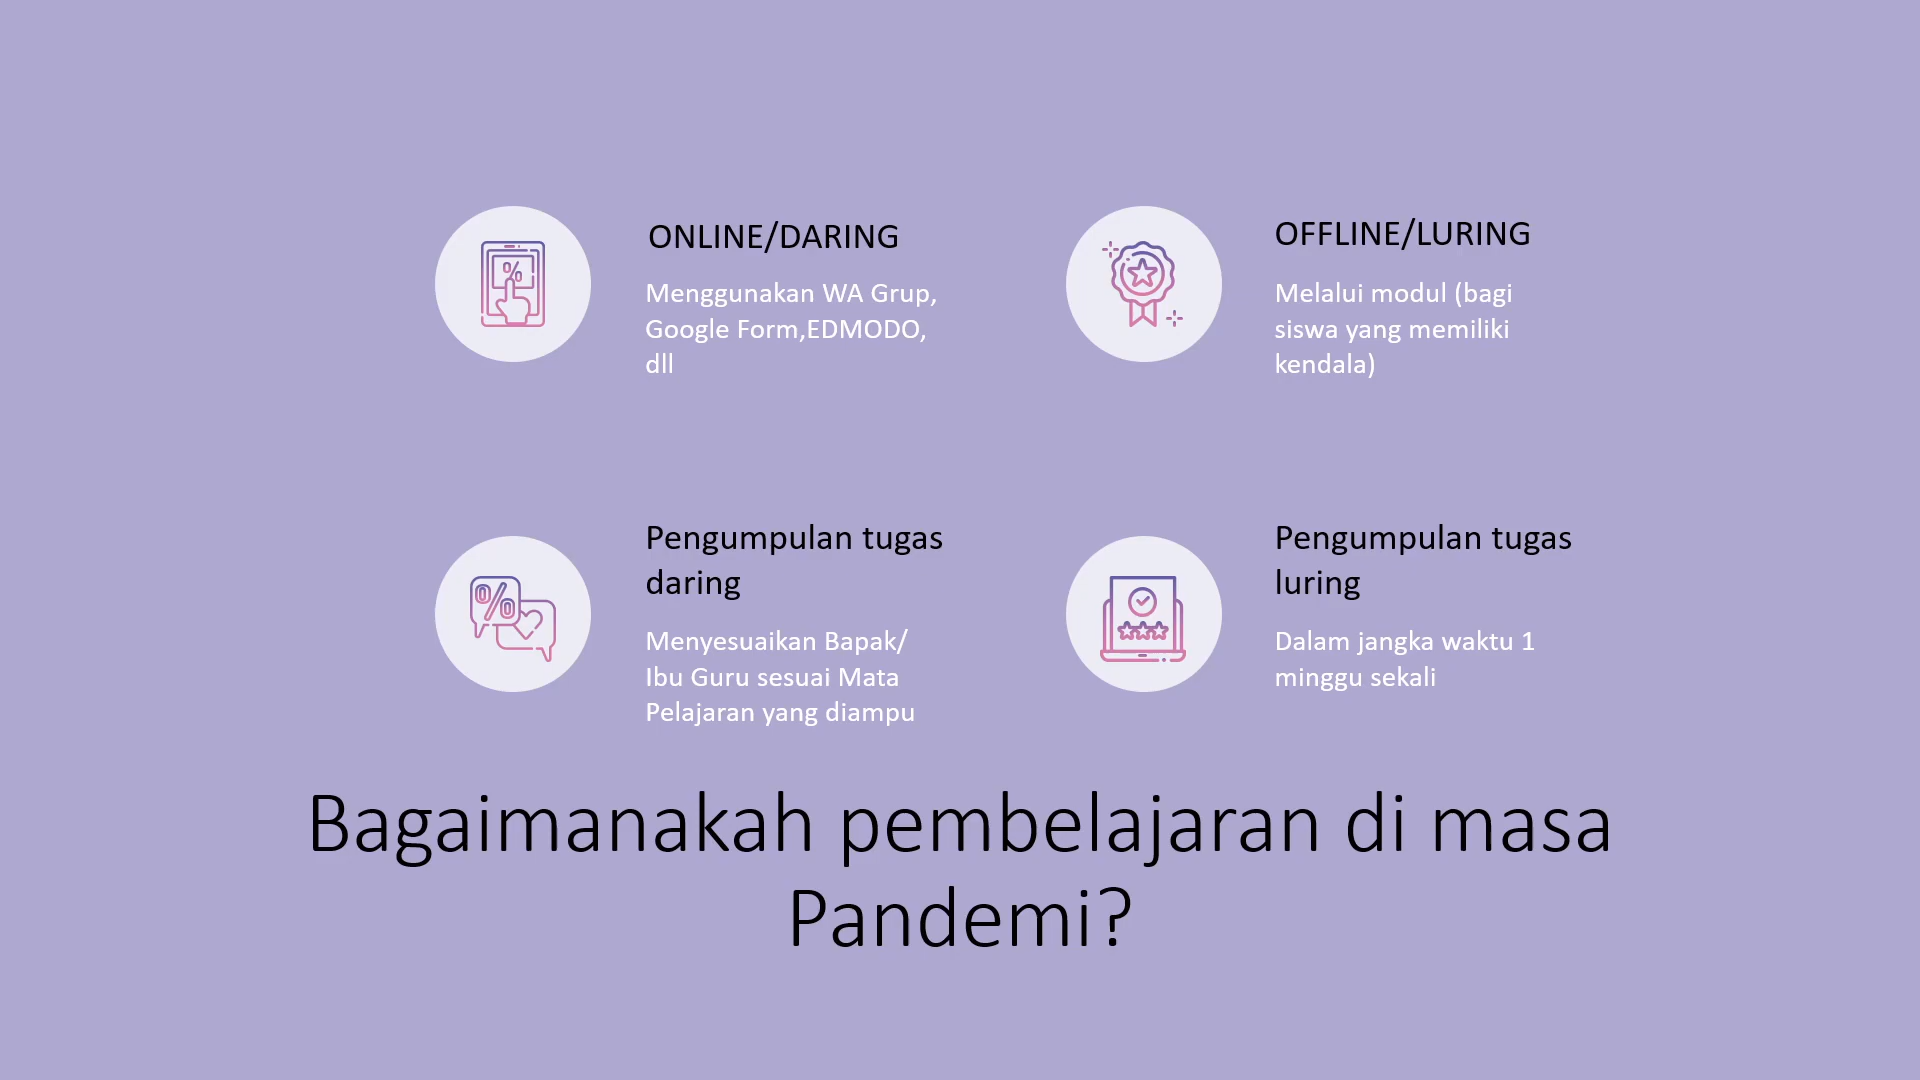 ONLINE/DARING
Menggunakan WA Grup,
Google Form,EDMODO,
dll
OFFLINE/LURING
Melalui modul (bagi
siswa yang memiliki
kendala)
Pengumpulan tugas
daring
Menyesuaikan Bapak/
Ibu Guru sesuai Mata
Pelajaran yang diampu
Pengumpulan tugas
luring
Dalam jangka waktu 1
minggu sekali
Bagaimanakah pembelajaran di masa
Pandemi?